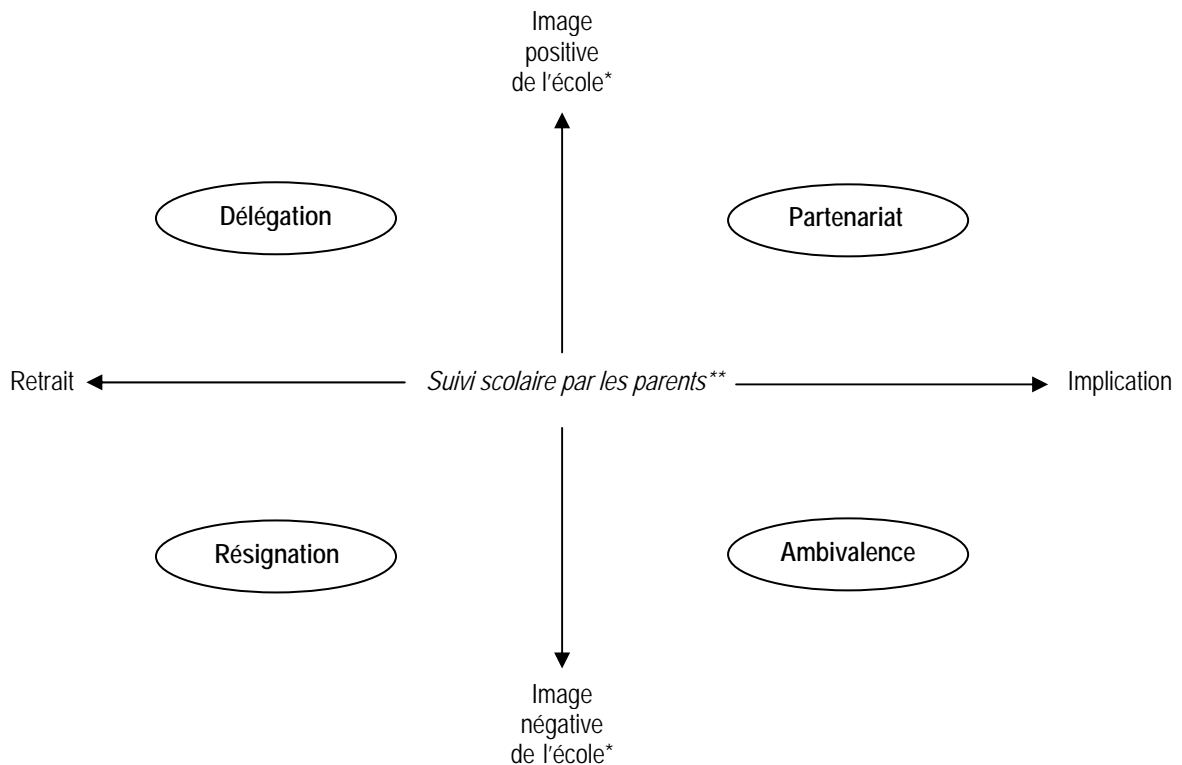 Image
positive
de l'école*
Délégation
Partenariat
Retrait
Suivi scolaire par les parents**
Implication
Résignation
Ambivalence
Image
négative
de l'école*